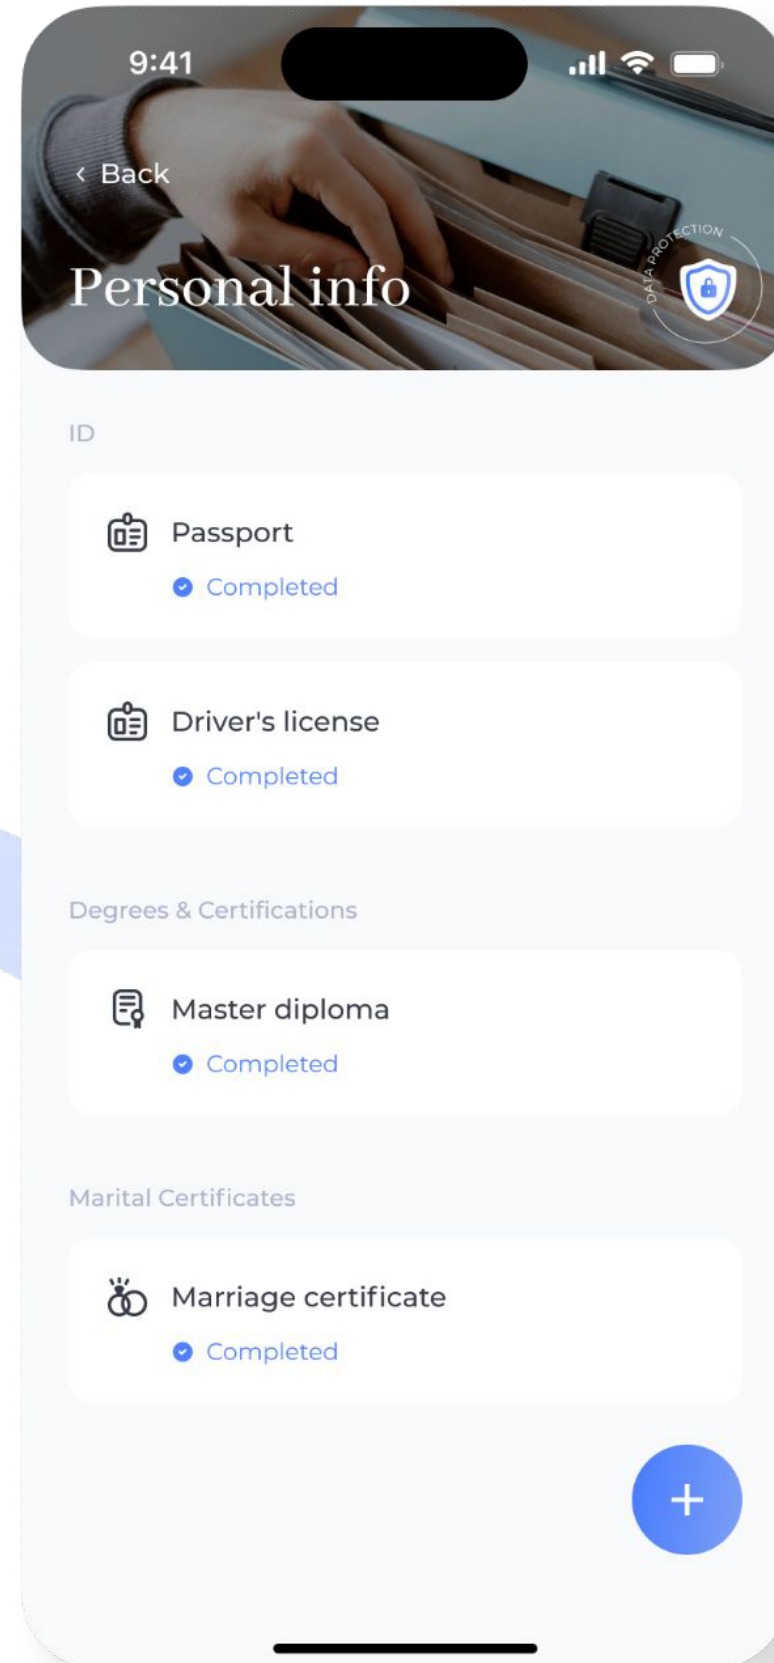 9:41
‹ Back
Personal info
DATA PROTECTION
ID
Passport
Completed
Driver's license
Completed
Degrees & Certifications
Master diploma
Completed
Marital Certificates
Marriage certificate
Completed
+